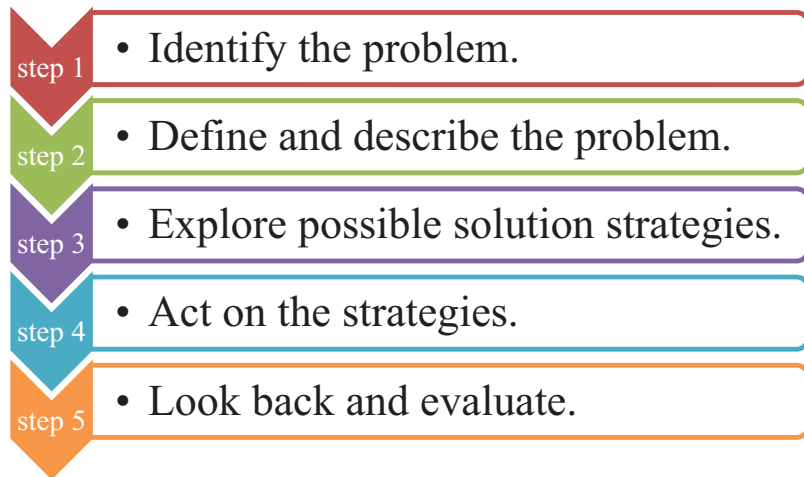 step 1 • Identify the problem.
step 2 • Define and describe the problem.
step 3 • Explore possible solution strategies.
step 4 • Act on the strategies.
step 5 • Look back and evaluate.